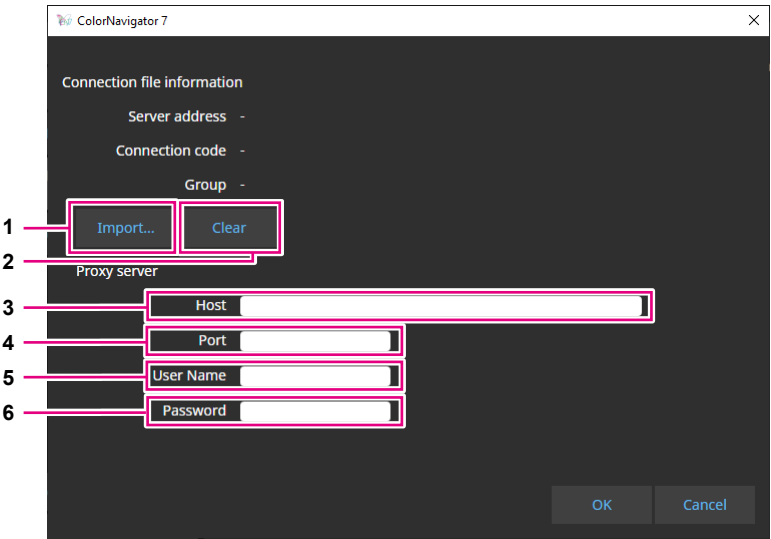 ColorNavigator 7
Connection file information
Server address -
Connection code -
Group -
1
Import...
Clear
2
Proxy server
3
Host
4
Port
5
User Name
6
Password
OK
Cancel